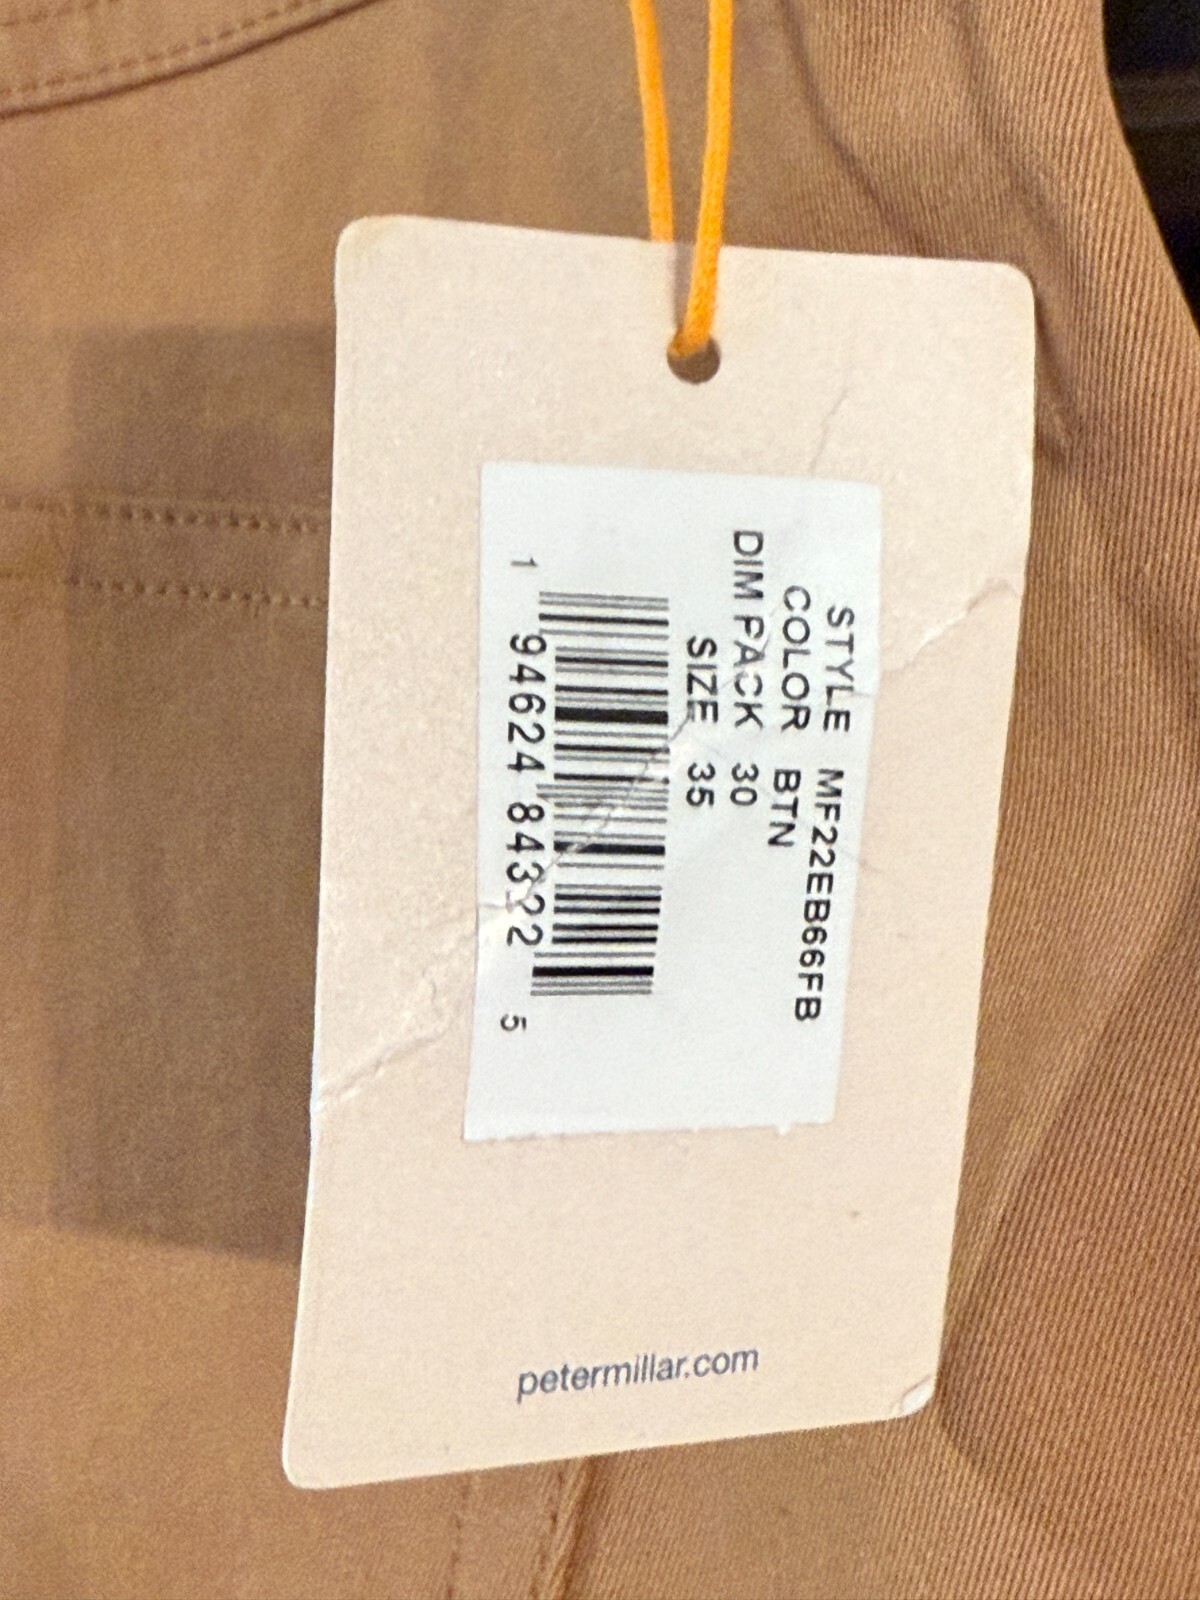 STYLE MF22EB66FB
COLOR BTN
DIM PACK 30
SIZE 35
1 94624 84322 5
petermillar.com